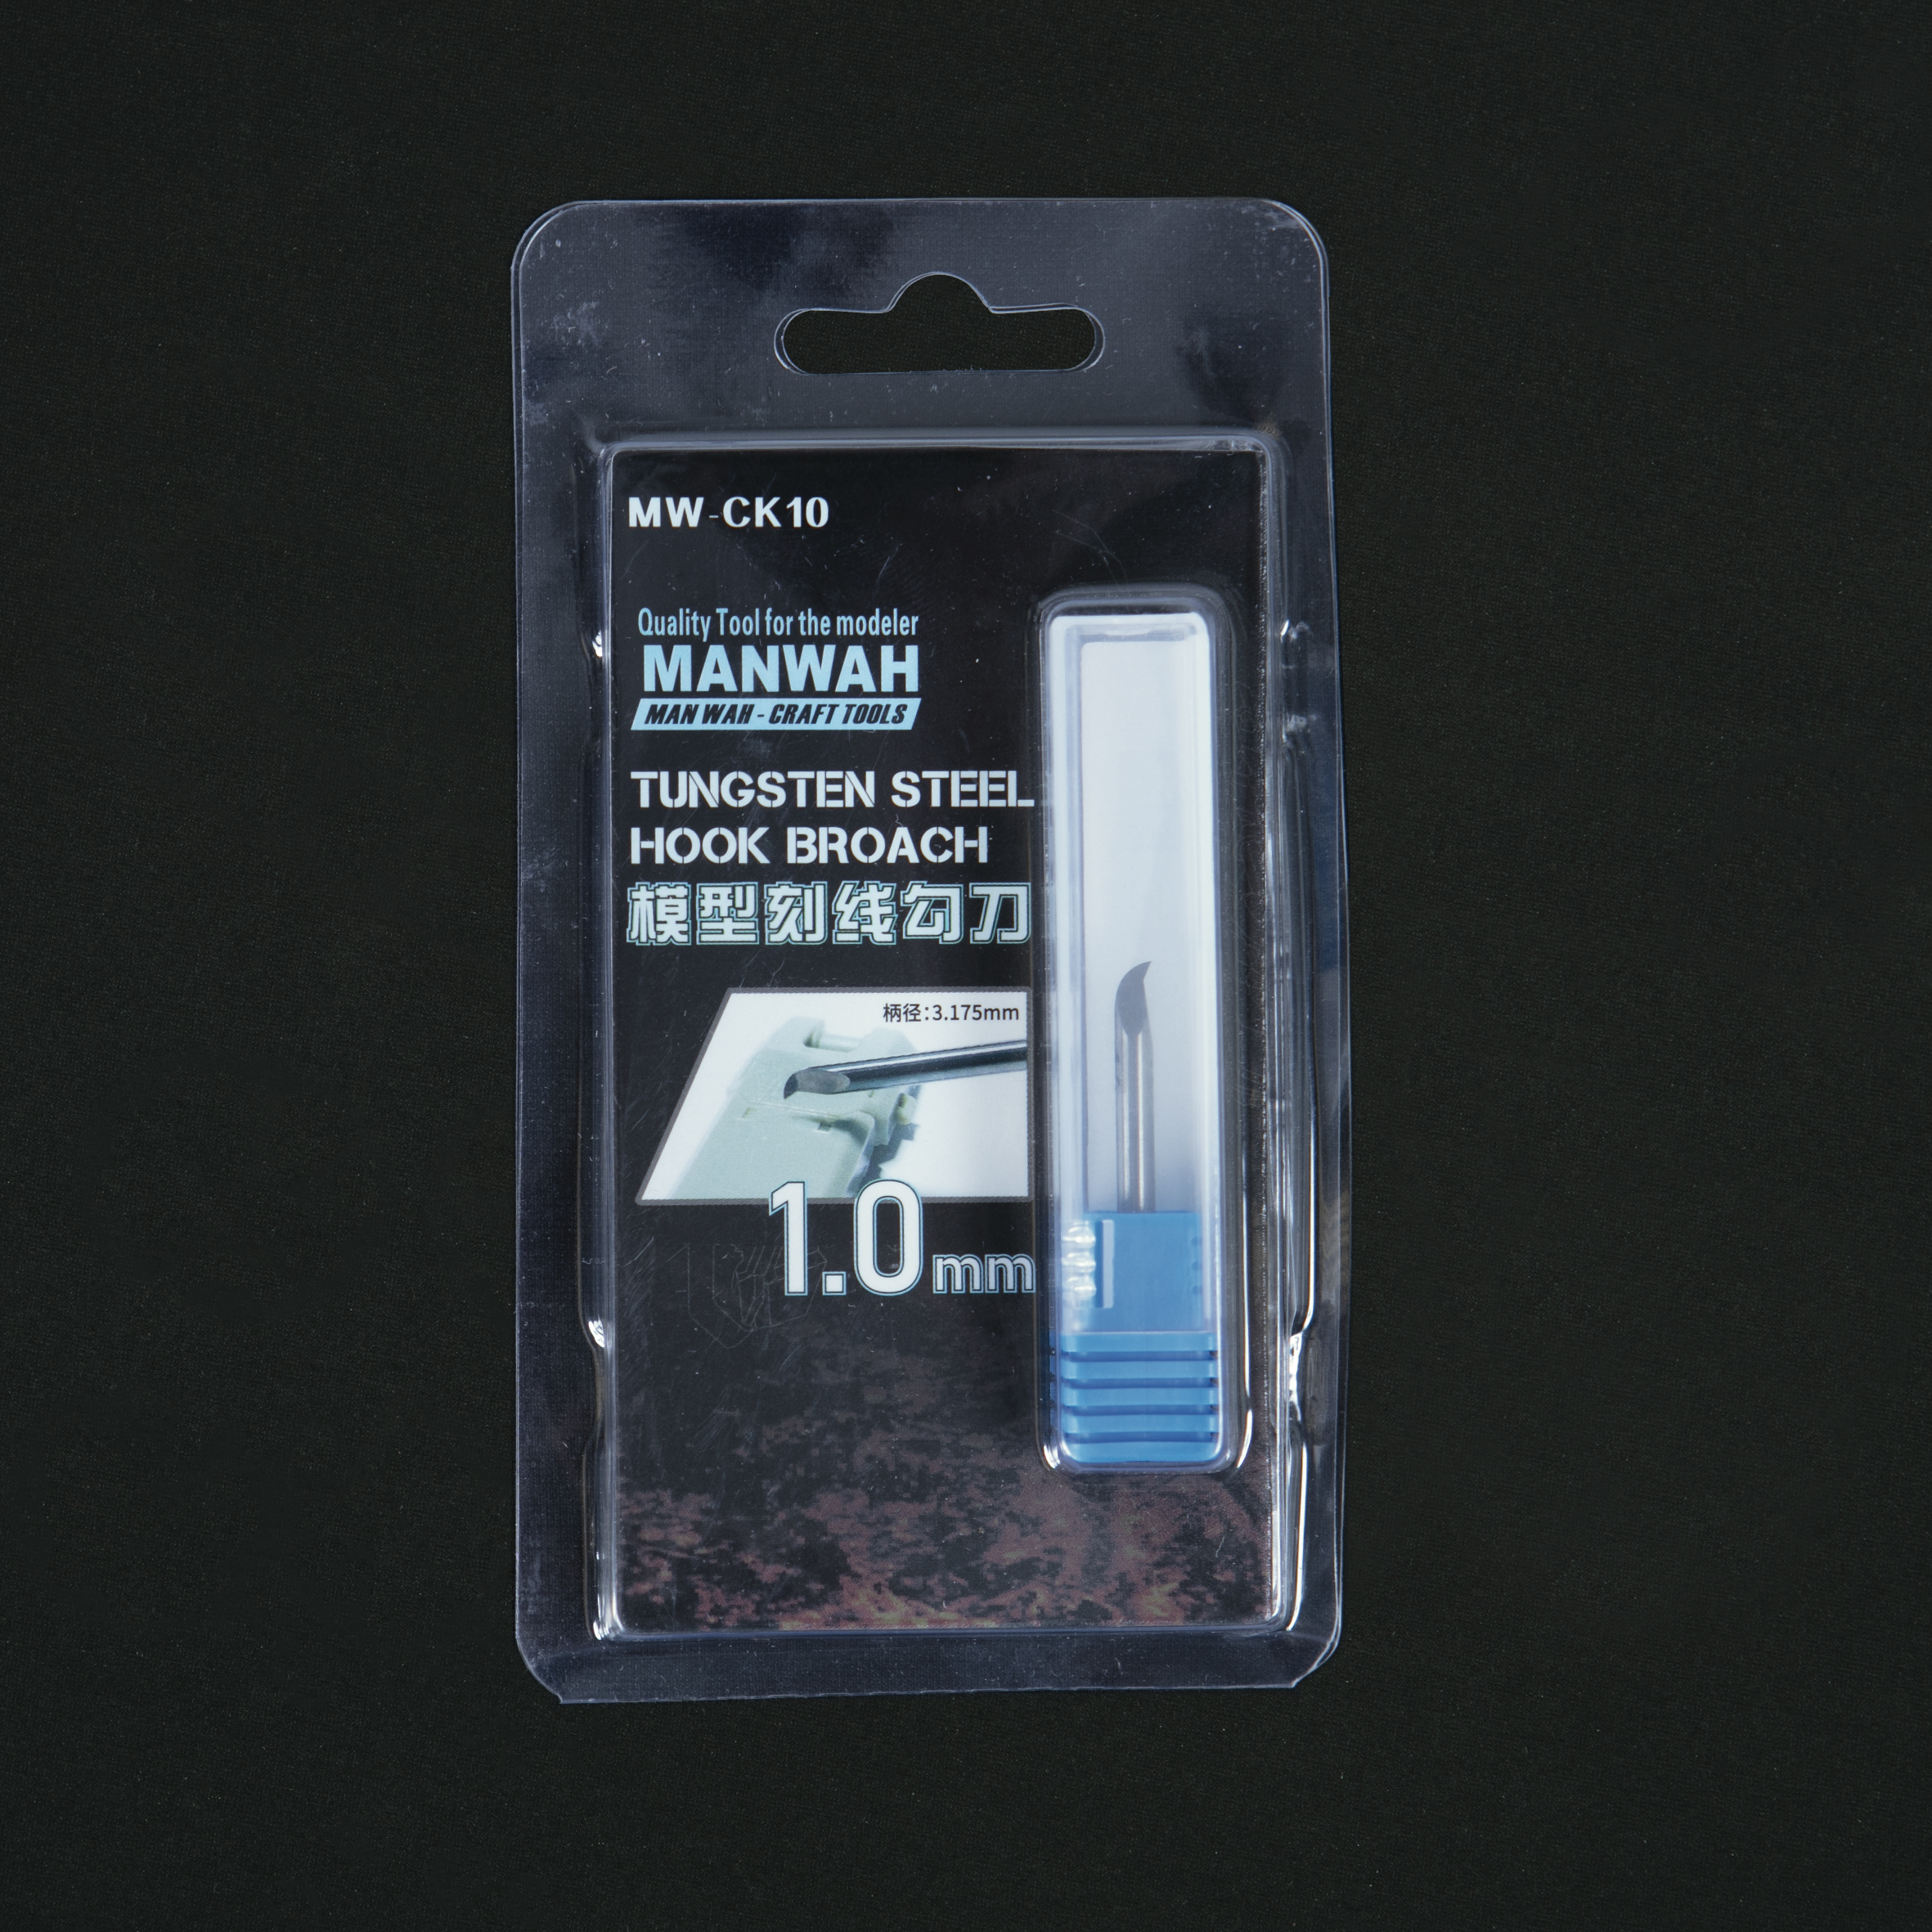 MW-CK10
Quality Tool for the modeler
MANWAH
MAN WAH - CRAFT TOOLS
TUNGSTEN STEEL
HOOK BROACH
模型刻线勾刀
柄径:3.175mm
1.0mm